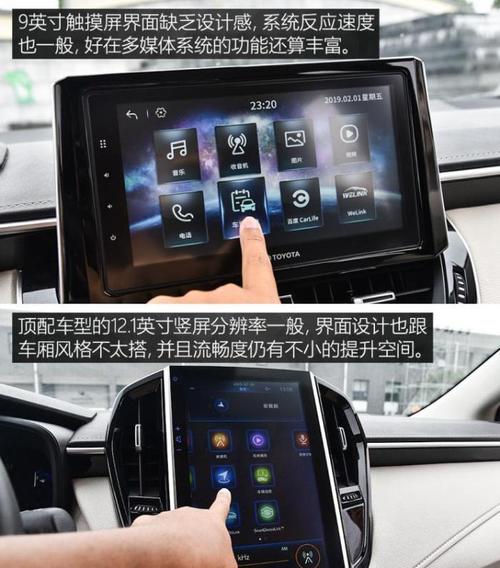 9英寸触摸屏界面缺乏设计感，系统反应速度
也一般，好在多媒体系统的功能还算丰富。
23:20
2019.02.01 星期五
音乐
收音机
图片
视频
WELINK
电话
百度 CarLife
WeLink
TOYOTA
顶配车型的12.1英寸竖屏分辨率一般，界面设计也跟
车厢风格不太搭，并且流畅度仍有不小的提升空间。
kHz
AM